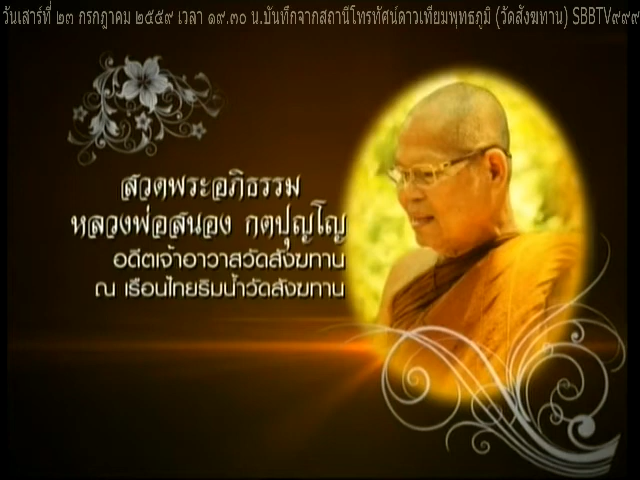 วันเสาร์ที่ ๒๓ กรกฎาคม ๒๕๕๙ เวลา ๑๙.๓๐ น.บันทึกจากสถานีโทรทัศน์ดาวเทียมพุทธภูมิ (วัดสังฆทาน) SBBTV๙๙๙
สวดพระอภิธรรม
หลวงพ่อสนอง กตปุญโญ
อดีตเจ้าอาวาสวัดสังฆทาน
ณ เรือนไทยริมน้ำวัดสังฆทาน